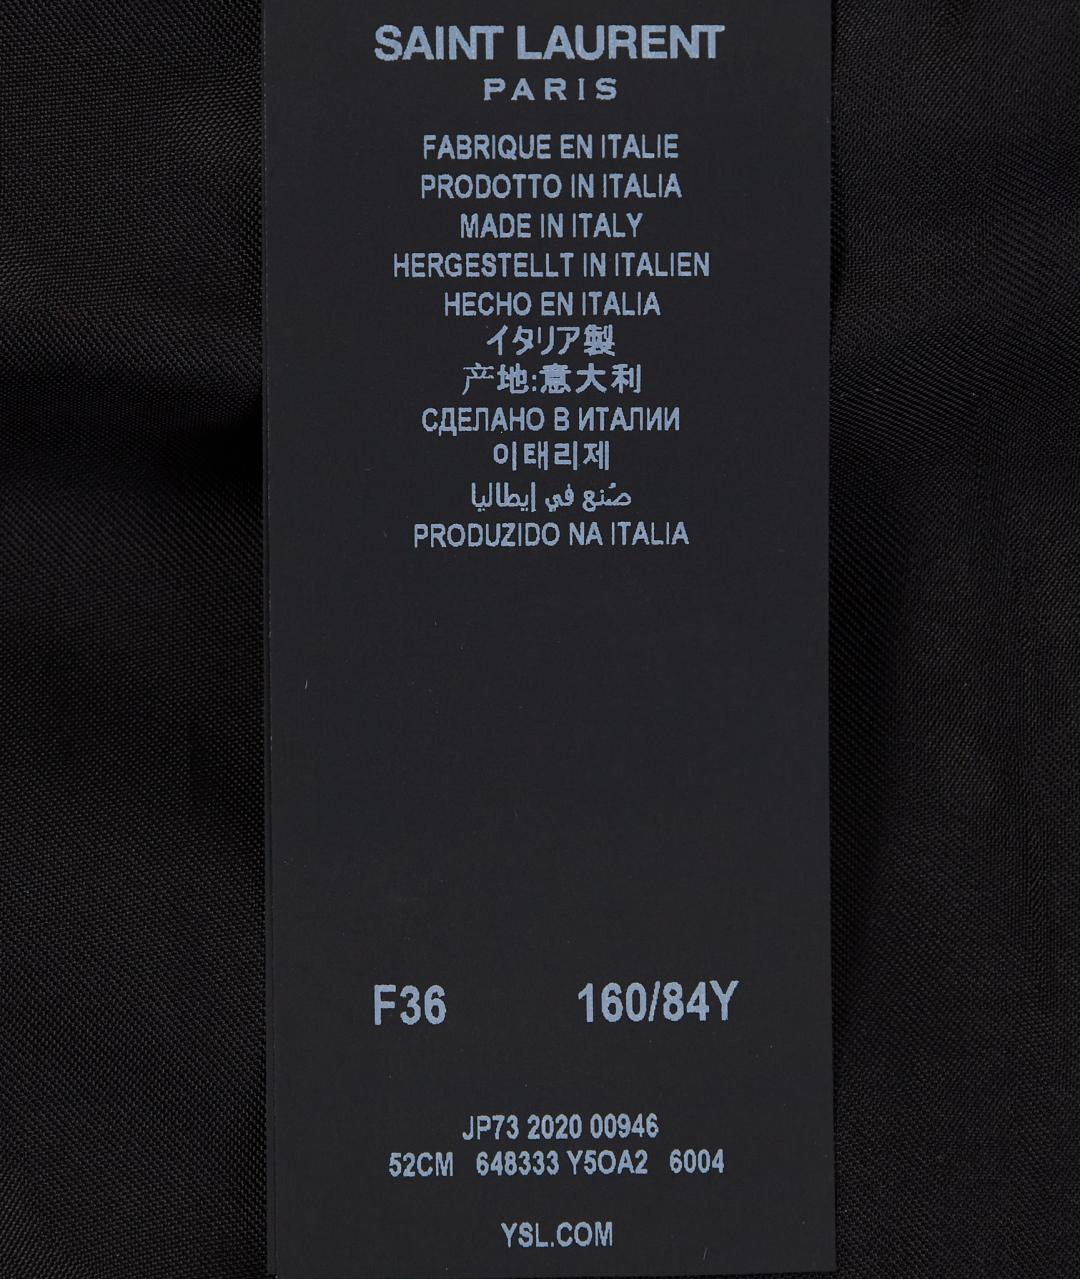 SAINT LAURENT
PARIS
FABRIQUE EN ITALIE
PRODOTTO IN ITALIA
MADE IN ITALY
HERGESTELLT IN ITALIEN
HECHO EN ITALIA
イタリア製
产地:意大利
СДЕЛАНО В ИТАЛИИ
이태리제
صُنع في إيطاليا
PRODUZIDO NA ITALIA
F36 160/84Y
JP73 2020 00946
52CM 648333 Y5OA2 6004
YSL.COM